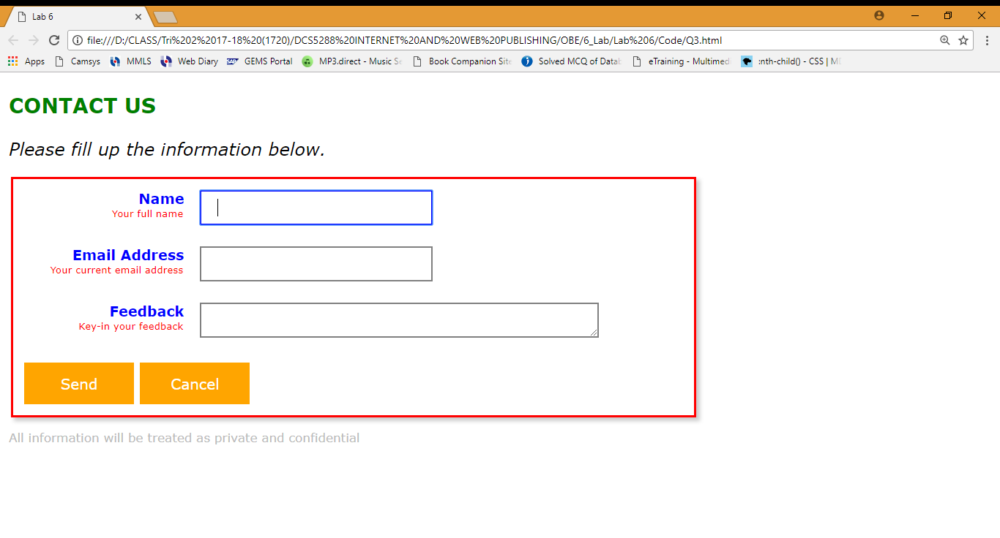 Lab 6
file:///D:/CLASS/Tri%202%2017-18%20(1720)/DCS5288%20INTERNET%20AND%20WEB%20PUBLISHING/OBE/6_Lab/Lab%206/Code/Q3.html
Apps Camsys MMLS Web Diary GEMS Portal MP3.direct - Music Se Book Companion Site Solved MCQ of Datab eTraining - Multimed :nth-child() - CSS | M
CONTACT US
Please fill up the information below.
Name
Your full name
Email Address
Your current email address
Feedback
Key-in your feedback
Send Cancel
All information will be treated as private and confidential